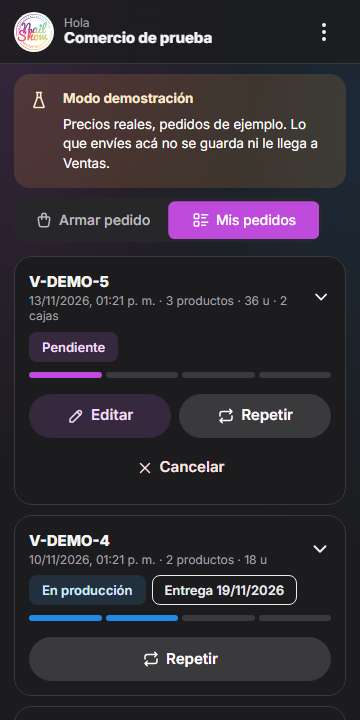 Nail
Show
Hola
Comercio de prueba
Modo demostración
Precios reales, pedidos de ejemplo. Lo
que envíes acá no se guarda ni le llega a
Ventas.
Armar pedido
Mis pedidos
V-DEMO-5
13/11/2026, 01:21 p. m. · 3 productos · 36 u · 2
cajas
Pendiente
Editar
Repetir
Cancelar
V-DEMO-4
10/11/2026, 01:21 p. m. · 2 productos · 18 u
En producción
Entrega 19/11/2026
Repetir